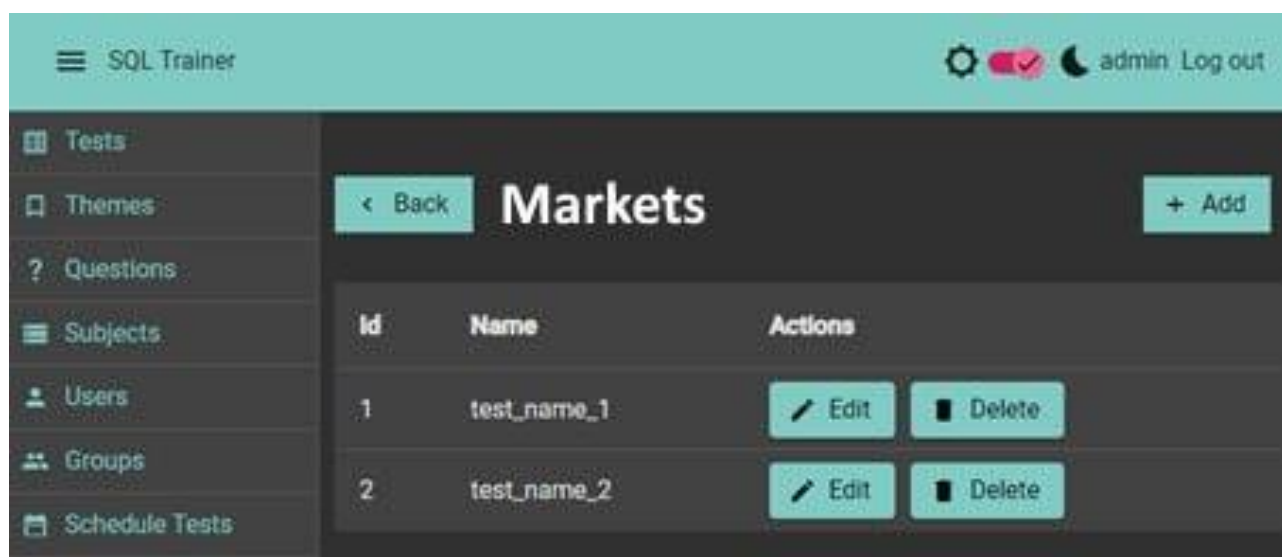 SQL Trainer admin Log out
Tests
Themes
Questions
Subjects
Users
Groups
Schedule Tests
Back Markets + Add
Id Name Actions
1 test_name_1 Edit Delete
2 test_name_2 Edit Delete